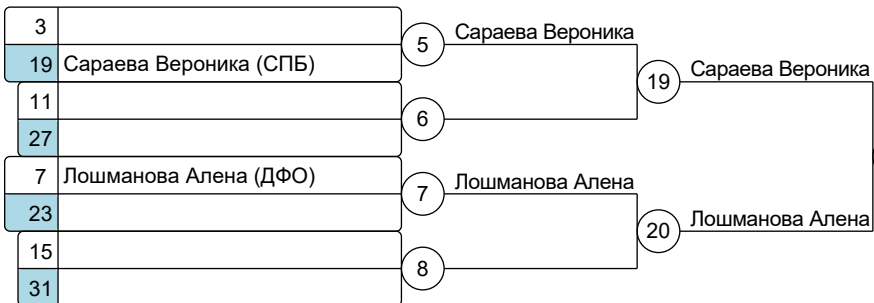 3
19 Сараева Вероника (СПБ)
5 Сараева Вероника
11
27
6
19 Сараева Вероника
7 Лошманова Алена (ДФО)
23
7 Лошманова Алена
15
31
8
20 Лошманова Алена